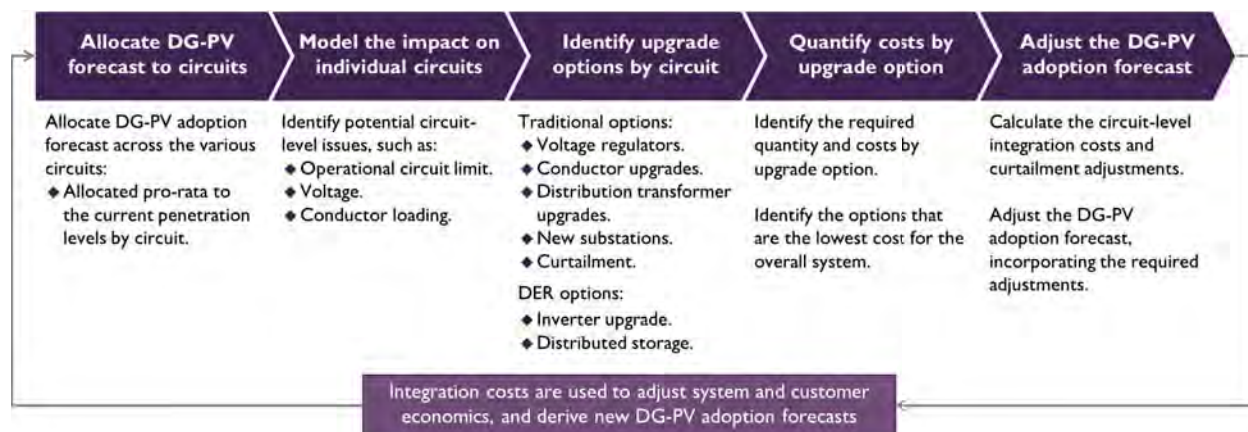 Allocate DG-PV
forecast to circuits
Model the impact on
individual circuits
Identify upgrade
options by circuit
Quantify costs by
upgrade option
Adjust the DG-PV
adoption forecast
Allocate DG-PV adoption
forecast across the various
circuits:
◆ Allocated pro-rata to
the current penetration
levels by circuit.
Identify potential circuit-
level issues, such as:
◆ Operational circuit limit.
◆ Voltage.
◆ Conductor loading.
Traditional options:
◆ Voltage regulators.
◆ Conductor upgrades.
◆ Distribution transformer
upgrades.
◆ New substations.
◆ Curtailment.
DER options:
◆ Inverter upgrade.
◆ Distributed storage.
Identify the required
quantity and costs by
upgrade option.
Identify the options that
are the lowest cost for the
overall system.
Calculate the circuit-level
integration costs and
curtailment adjustments.
Adjust the DG-PV
adoption forecast,
incorporating the required
adjustments.
Integration costs are used to adjust system and customer
economics, and derive new DG-PV adoption forecasts